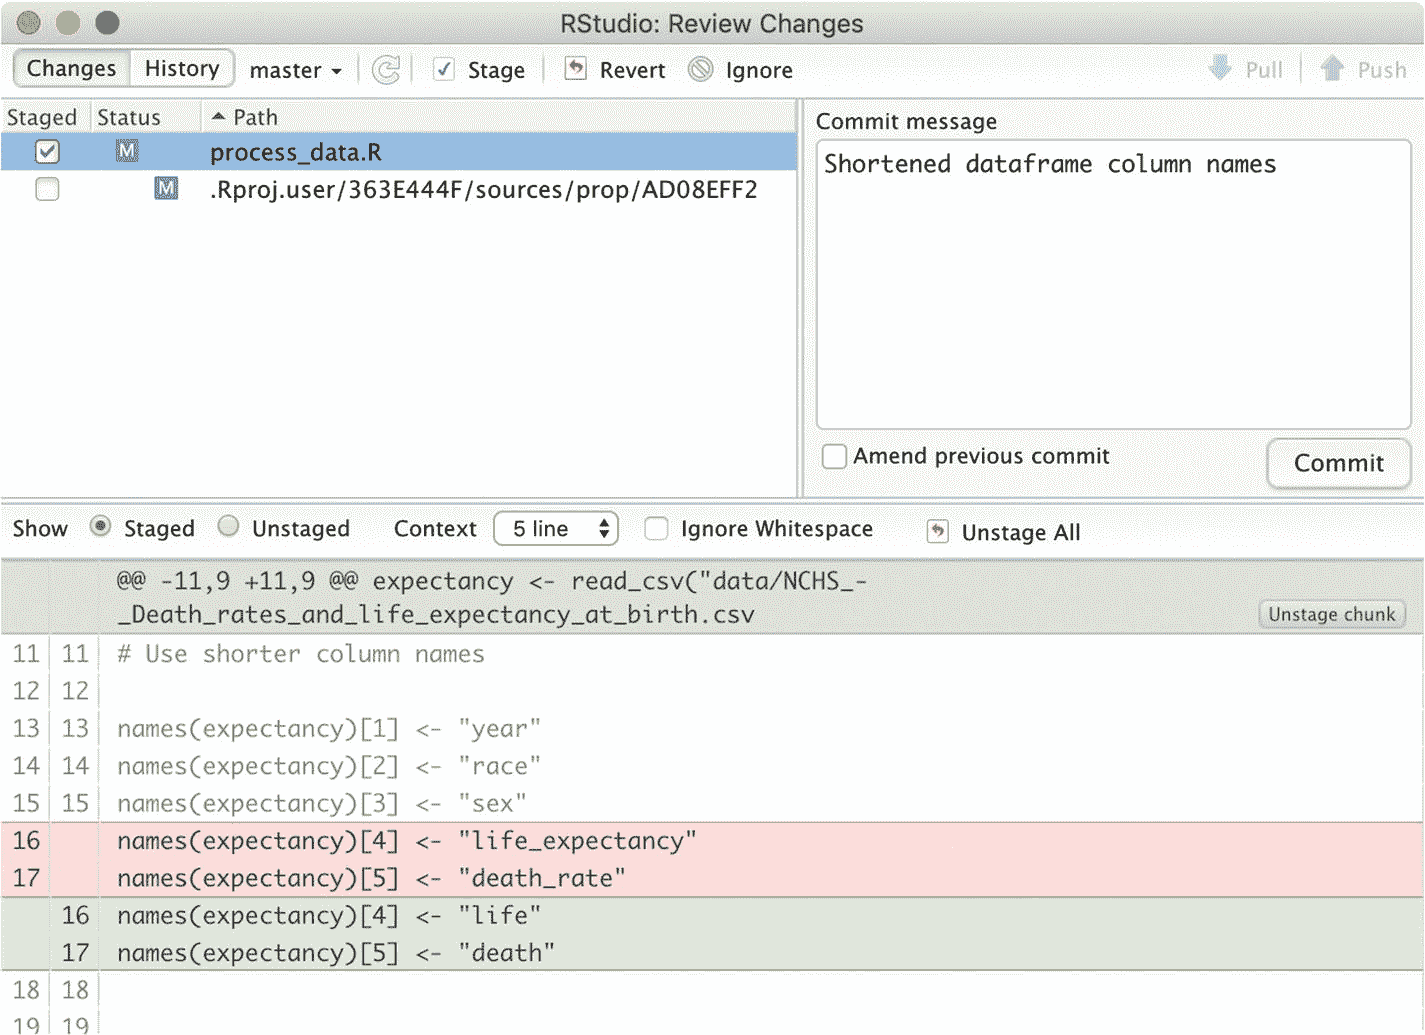 RStudio: Review Changes
Changes History master Stage Revert Ignore Pull Push
Staged Status Path
M process_data.R
M .Rproj.user/363E444F/sources/prop/AD08EFF2
Commit message
Shortened dataframe column names
Amend previous commit Commit
Show Staged Unstaged Context 5 line Ignore Whitespace Unstage All
@@ -11,9 +11,9 @@ expectancy <- read_csv("data/NCHS_-
_Death_rates_and_life_expectancy_at_birth.csv
Unstage chunk
11 11 # Use shorter column names
12 12
13 13 names(expectancy)[1] <- "year"
14 14 names(expectancy)[2] <- "race"
15 15 names(expectancy)[3] <- "sex"
16 names(expectancy)[4] <- "life_expectancy"
17 names(expectancy)[5] <- "death_rate"
16 names(expectancy)[4] <- "life"
17 names(expectancy)[5] <- "death"
18 18
19 19